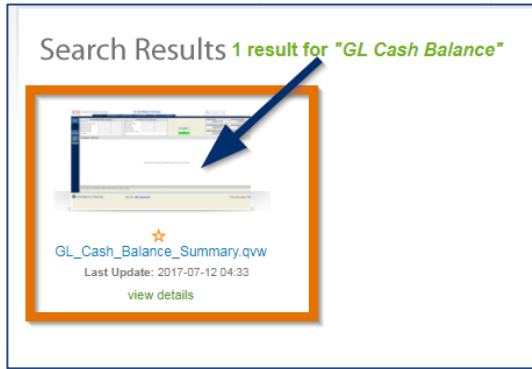 Search Results 1 result for "GL Cash Balance"
GL_Cash_Balance_Summary.qvw
Last Update: 2017-07-12 04:33
view details